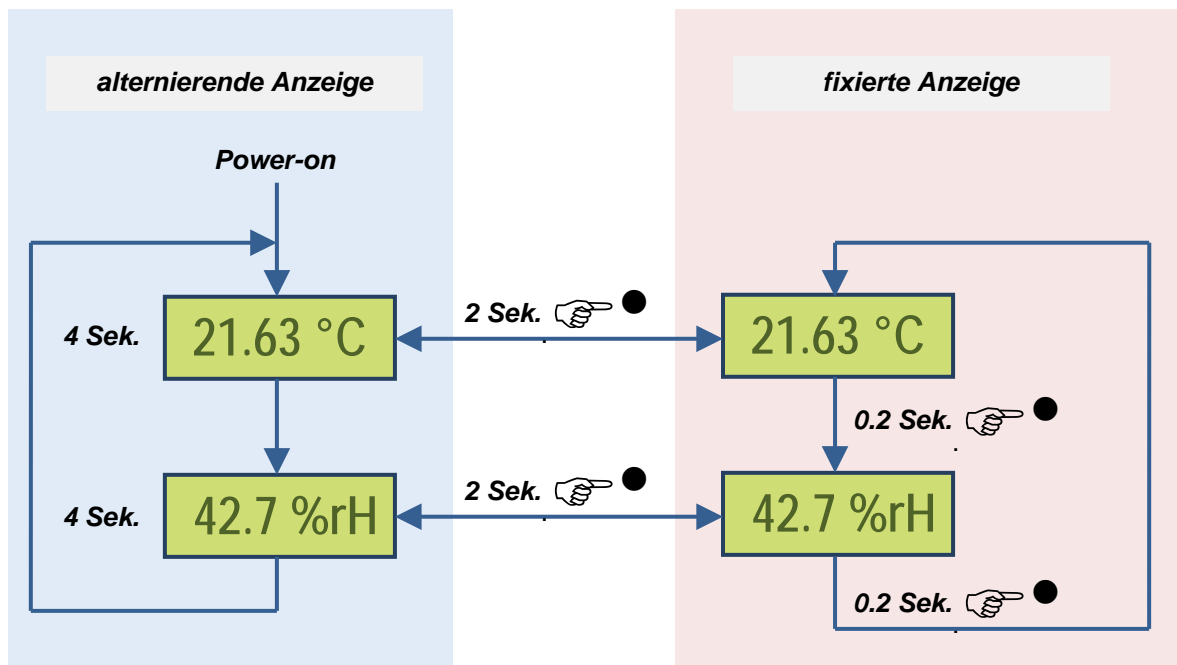 alternierende Anzeige
fixierte Anzeige
Power-on
4 Sek.
21.63 °C
2 Sek.
21.63 °C
0.2 Sek.
4 Sek.
42.7 %rH
2 Sek.
42.7 %rH
0.2 Sek.